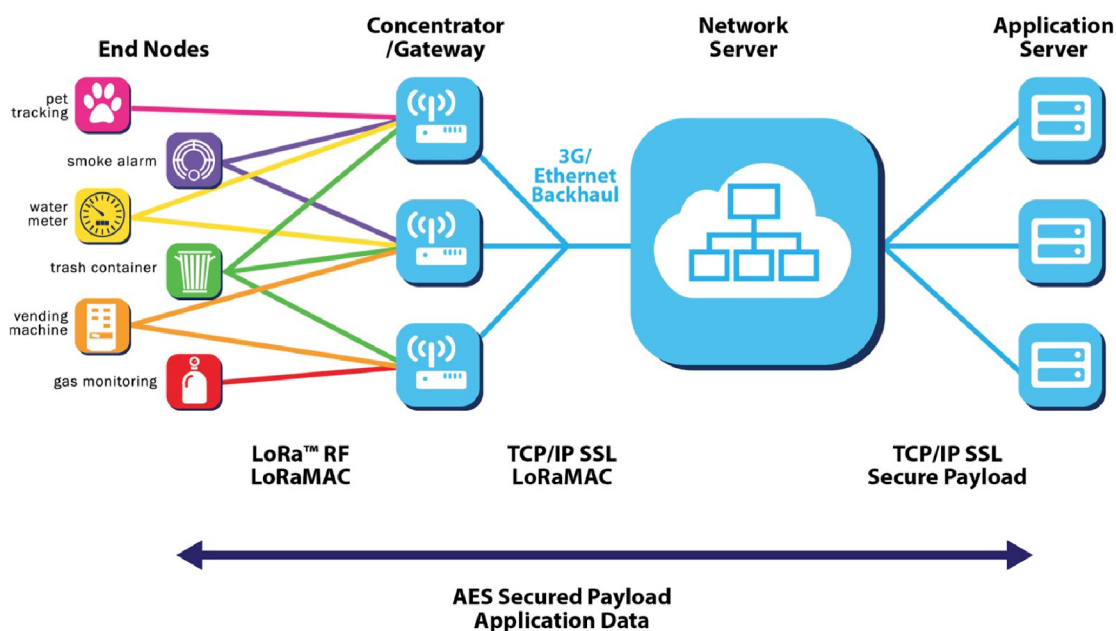 End Nodes
Concentrator
/Gateway
Network
Server
Application
Server
pet
tracking
smoke alarm
water
meter
trash container
vending
machine
gas monitoring
3G/
Ethernet
Backhaul
LoRa™ RF
LoRaMAC
TCP/IP SSL
LoRaMAC
TCP/IP SSL
Secure Payload
AES Secured Payload
Application Data